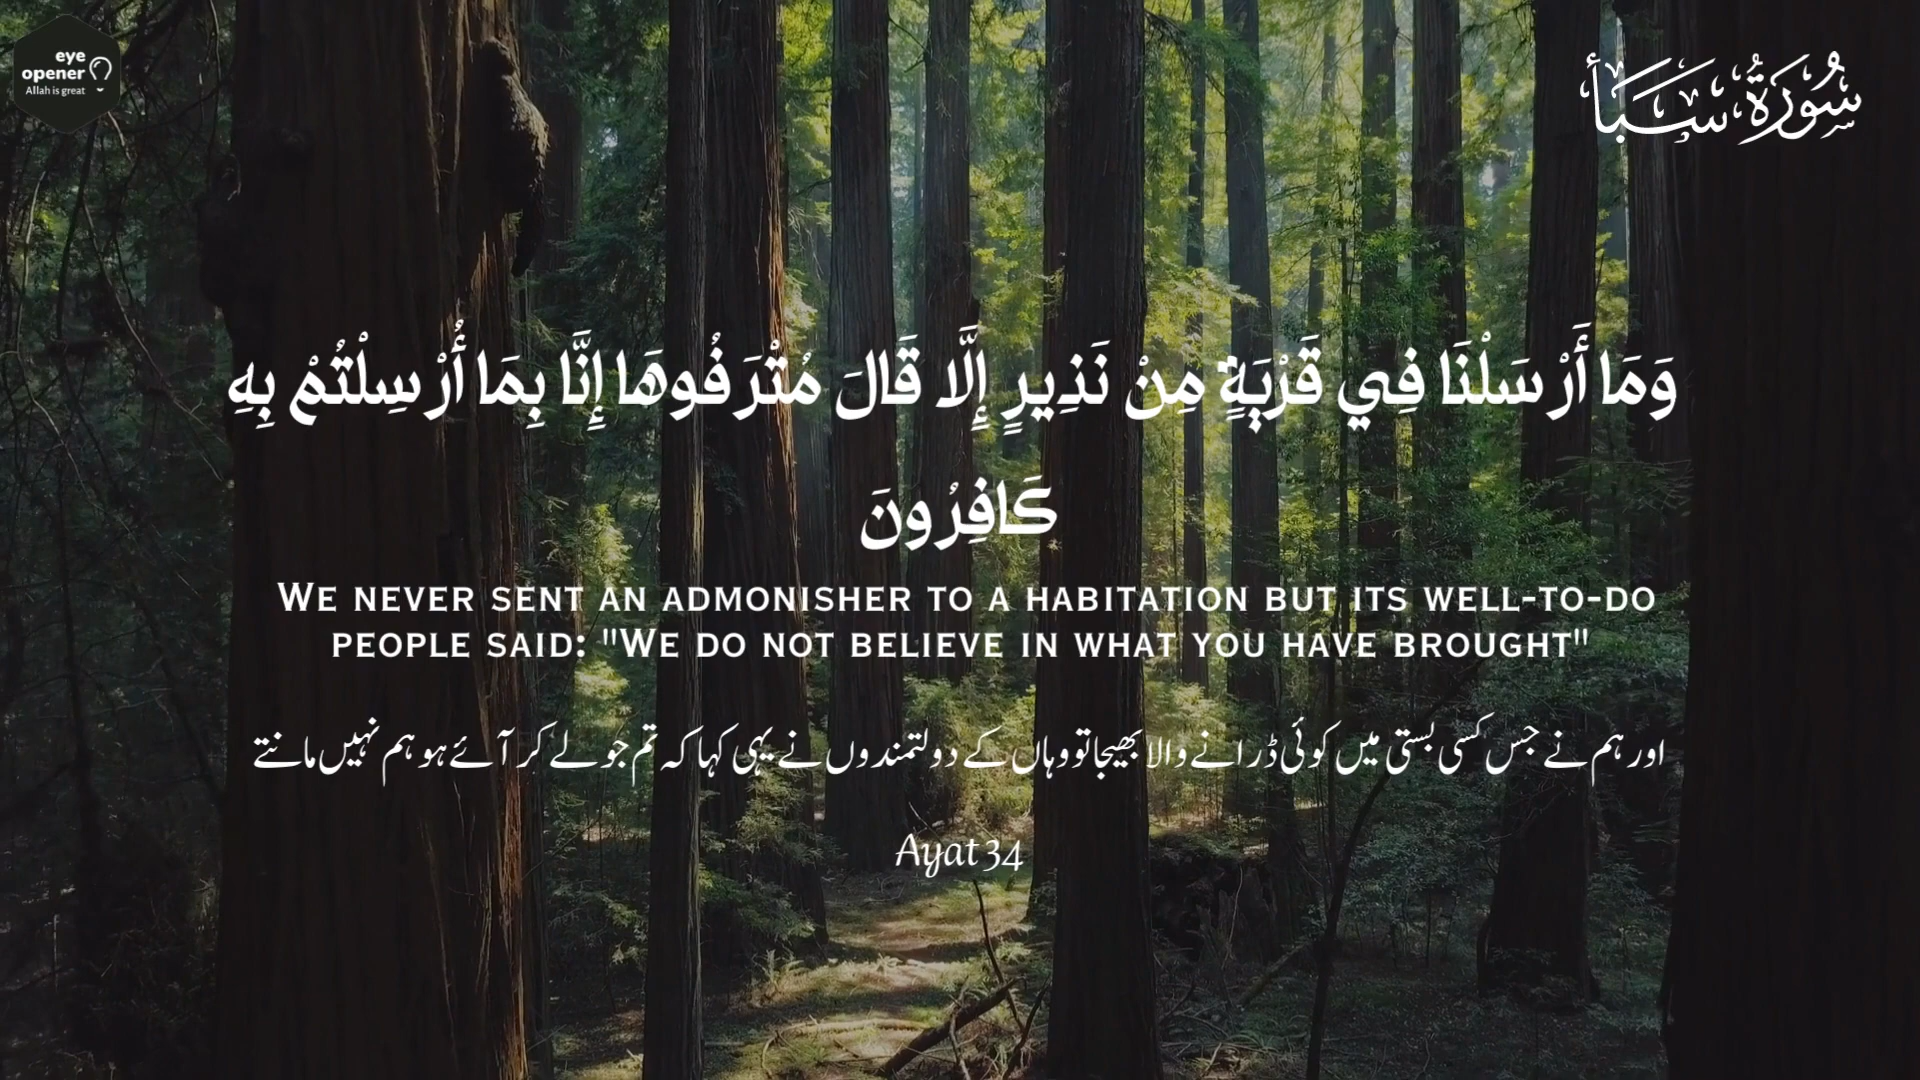 eye
opener
Allah is great
سُورَةُ سَبَأ
وَمَا أَرْسَلْنَا فِي قَرْيَةٍ مِنْ نَذِيرٍ إِلَّا قَالَ مُتْرَفُوهَا إِنَّا بِمَا أُرْسِلْتُمْ بِهِ
كَافِرُونَ
We never sent an admonisher to a habitation but its well-to-do
people said: "We do not believe in what you have brought"
اور ہم نے جس کسی بستی میں کوئی ڈرانے والا بھیجا تو وہاں کے دولتمندوں نے یہی کہا کہ تم جو لے کر آئے ہو ہم نہیں مانتے
Ayat 34